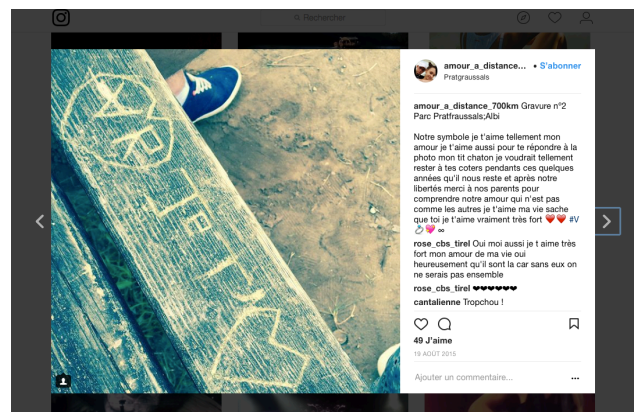 Rechercher
amour_a_distance... • S'abonner
Pratgraussals
amour_a_distance_700km Gravure n°2
Parc Pratfraussals;Albi
Notre symbole je t'aime tellement mon
amour je t'aime aussi pour te répondre à la
photo mon tit chaton je voudrait tellement
rester à tes coters pendants ces quelques
années qu'il nous reste et après notre
libertés merci à nos parents pour
comprendre notre amour qui n'est pas
comme les autres je t'aime ma vie sache
que toi je t'aime vraiment très fort ❤️❤️ #V
💍💖∞
rose_cbs_tirel Oui moi aussi je t aime très
fort mon amour de ma vie oui
heureusement qu'il sont la car sans eux on
ne serais pas ensemble
rose_cbs_tirel ❤❤❤❤❤❤
cantalienne Tropchou !
49 J'aime
19 AOÛT 2015
Ajouter un commentaire...